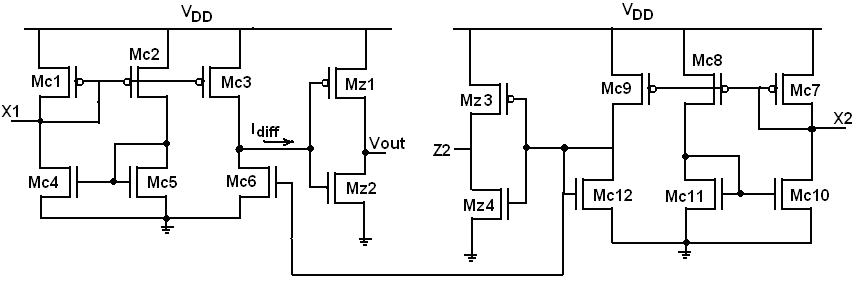 VDD
VDD
Mc1
Mc2
Mc3
Mz1
Mc9
Mc8
Mc7
Mz3
X1
X2
Idiff
Vout
Z2
Mc4
Mc5
Mc6
Mz2
Mz4
Mc12
Mc11
Mc10